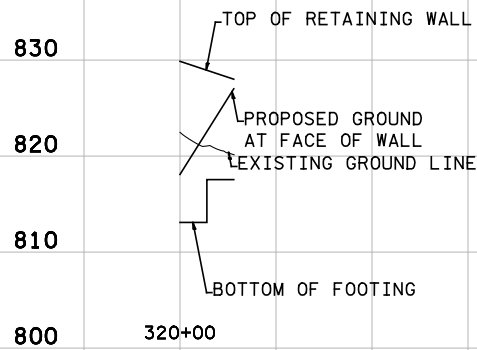 TOP OF RETAINING WALL
830
PROPOSED GROUND
AT FACE OF WALL
820
EXISTING GROUND LINE
810
BOTTOM OF FOOTING
320+00
800